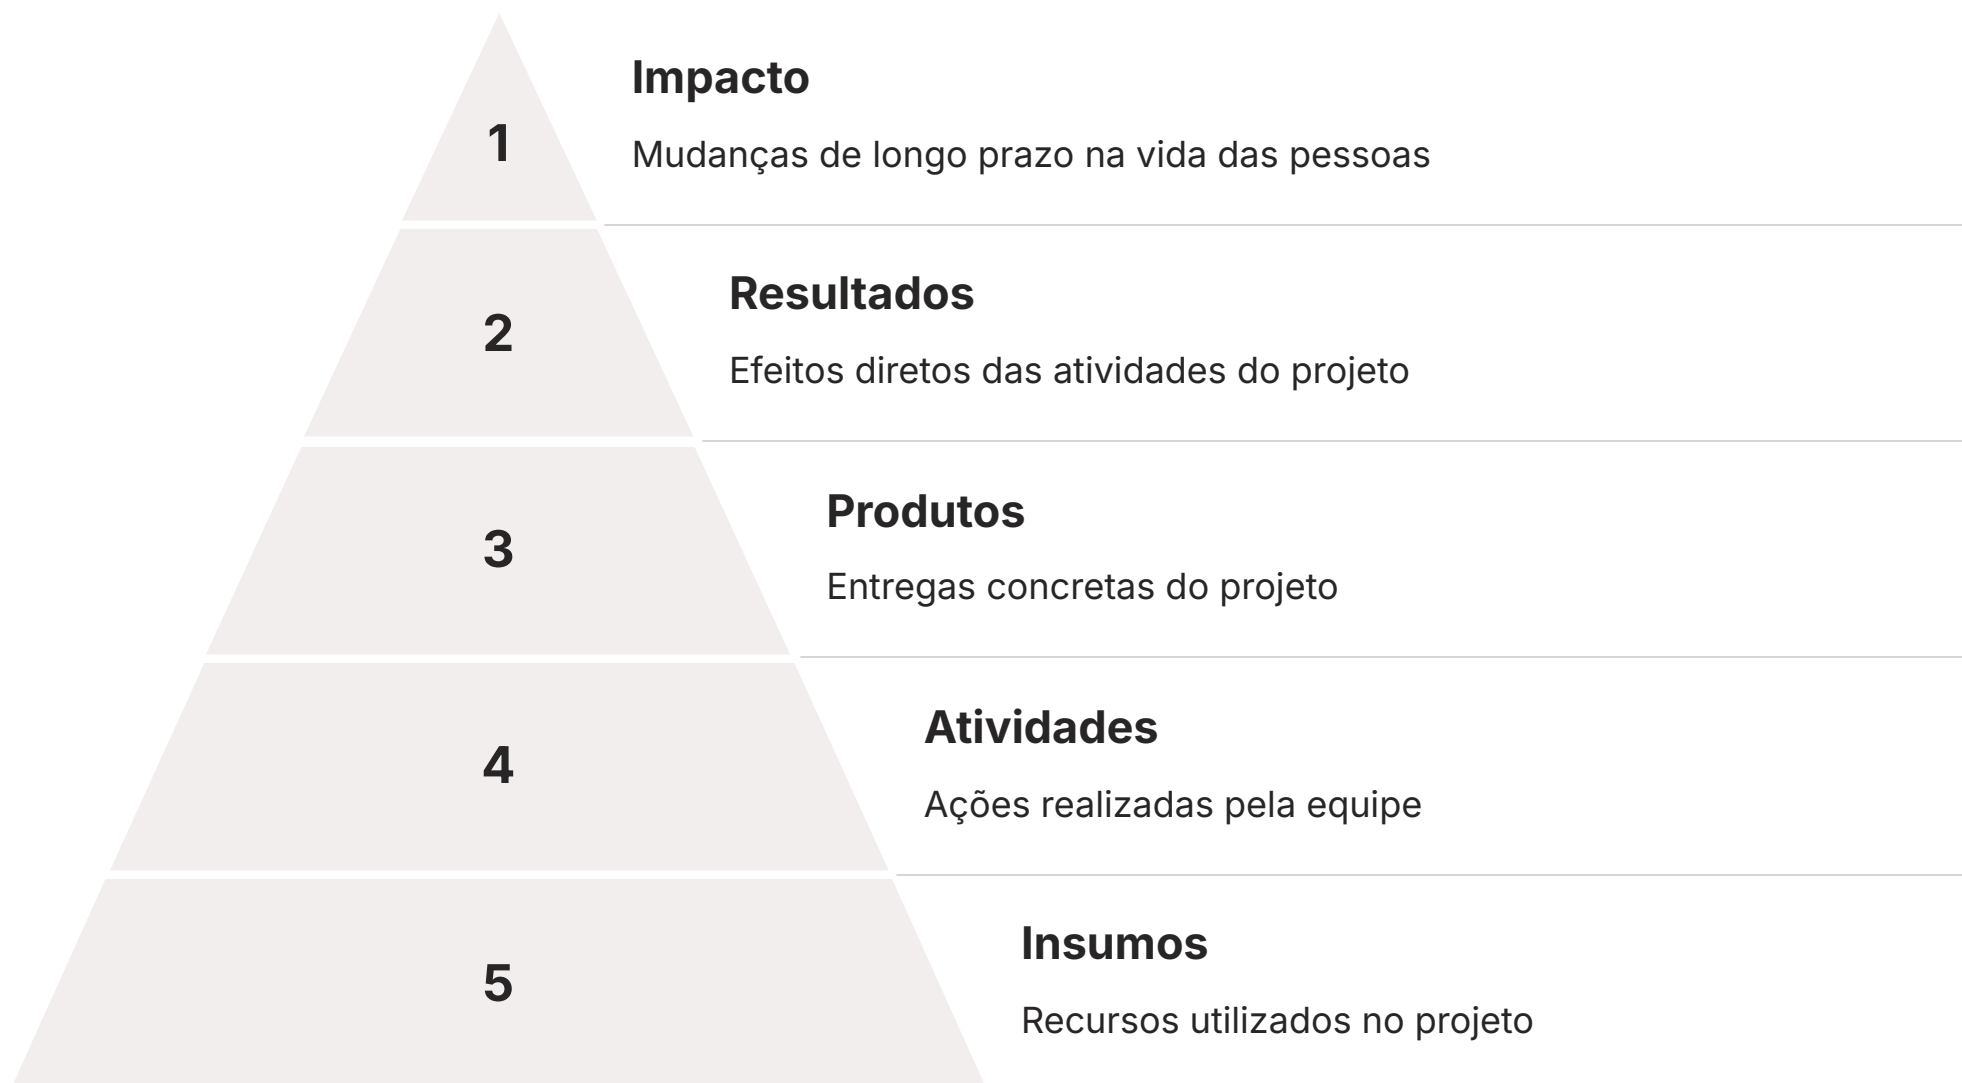 1
Impacto
Mudanças de longo prazo na vida das pessoas
2
Resultados
Efeitos diretos das atividades do projeto
3
Produtos
Entregas concretas do projeto
4
Atividades
Ações realizadas pela equipe
5
Insumos
Recursos utilizados no projeto